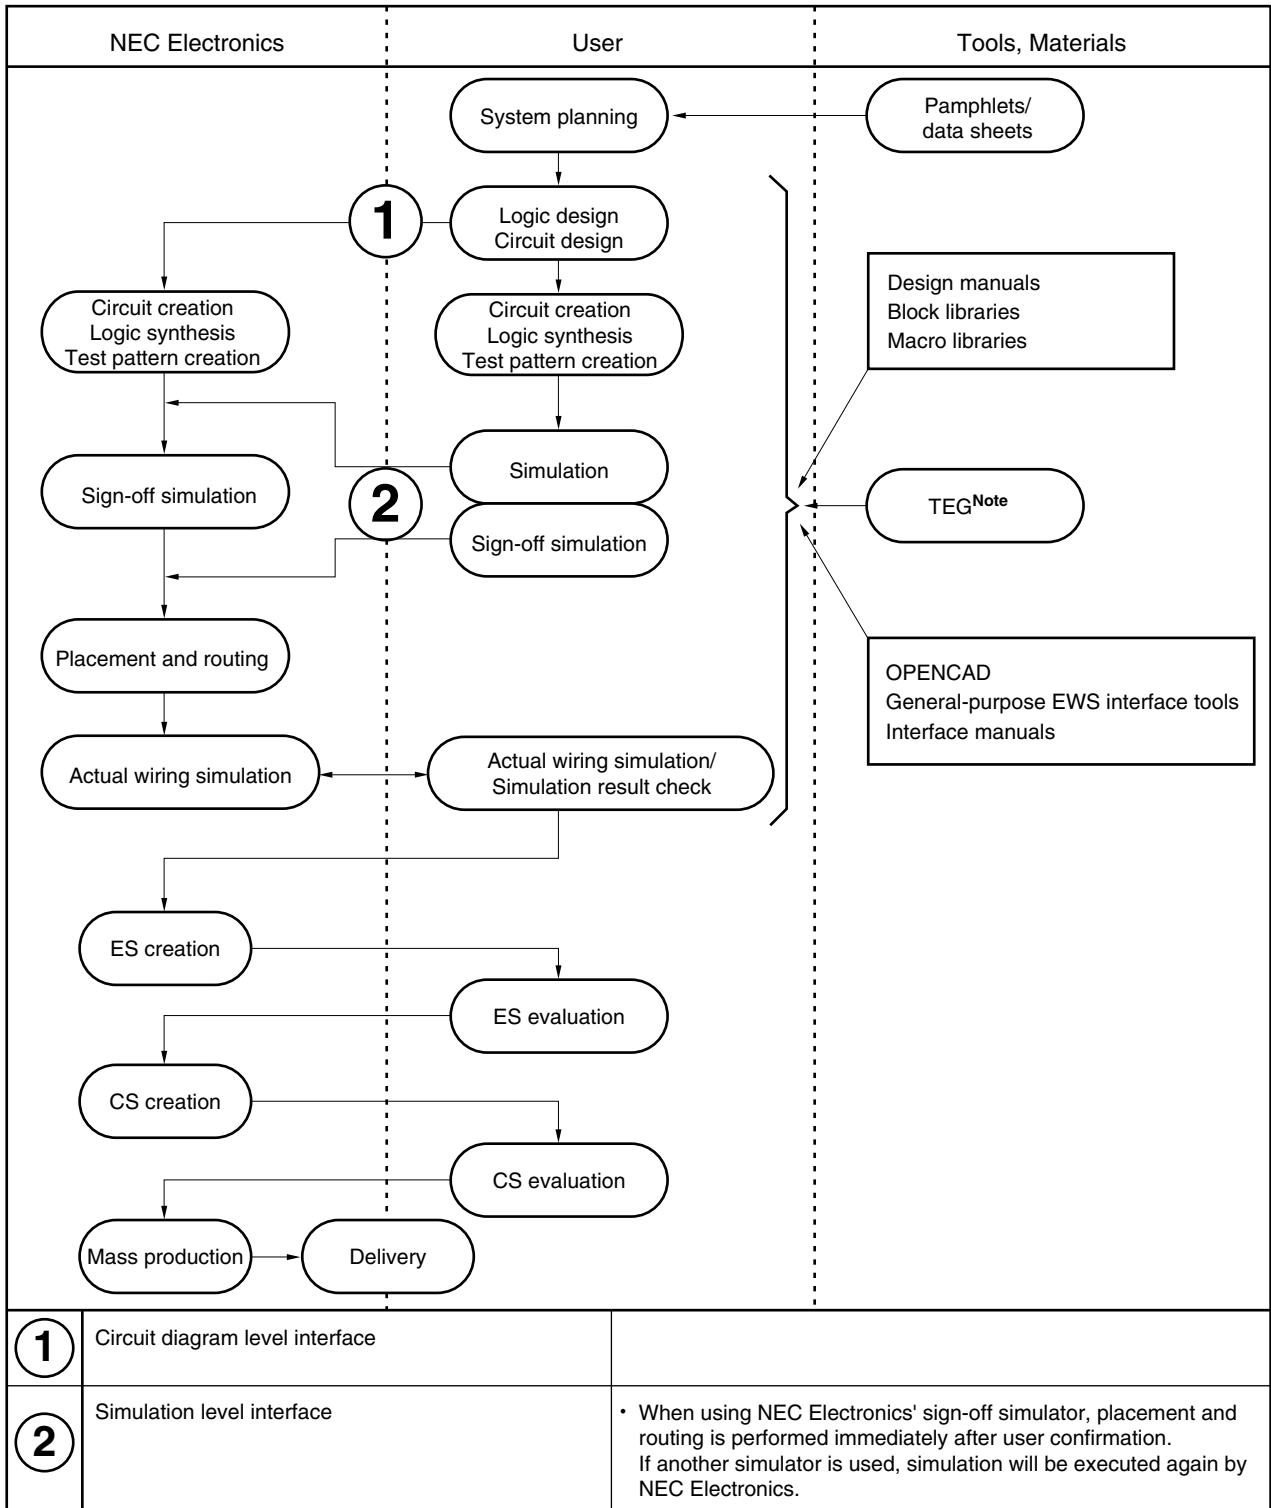 NEC Electronics
User
Tools, Materials
System planning
Pamphlets/
data sheets
1
Logic design
Circuit design
Circuit creation
Logic synthesis
Test pattern creation
Circuit creation
Logic synthesis
Test pattern creation
Design manuals
Block libraries
Macro libraries
Simulation
Sign-off simulation
2
Sign-off simulation
TEGNote
Placement and routing
OPENCAD
General-purpose EWS interface tools
Interface manuals
Actual wiring simulation
Actual wiring simulation/
Simulation result check
ES creation
ES evaluation
CS creation
CS evaluation
Mass production
Delivery
1
Circuit diagram level interface
2
Simulation level interface
• When using NEC Electronics' sign-off simulator, placement and
routing is performed immediately after user confirmation.
If another simulator is used, simulation will be executed again by
NEC Electronics.